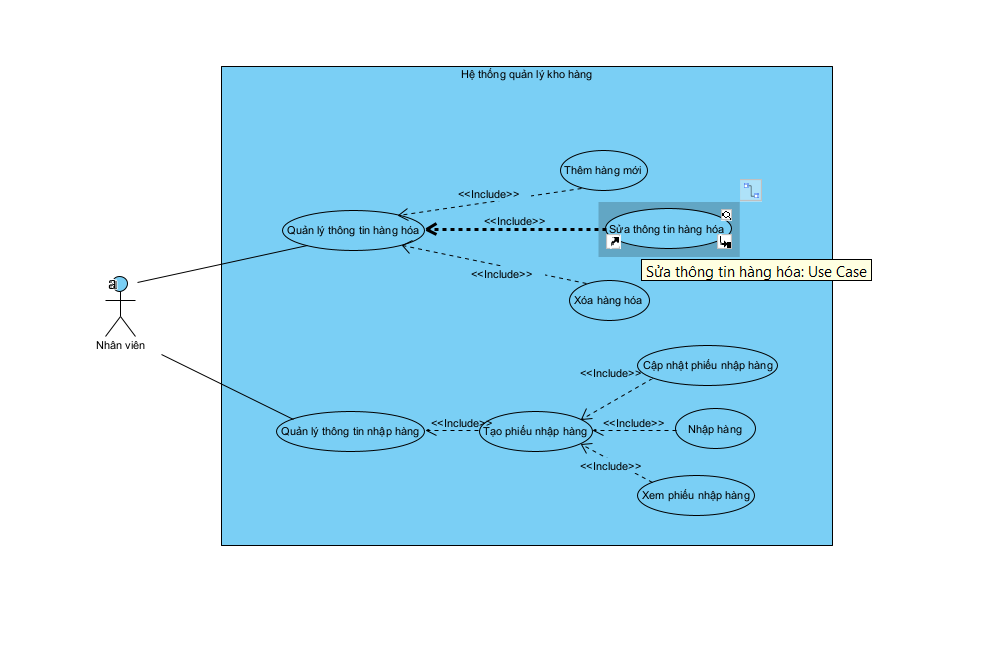 Hệ thống quản lý kho hàng
Thêm hàng mới
<<Include>>
<<Include>>
Quản lý thông tin hàng hóa
Sửa thông tin hàng hóa
Sửa thông tin hàng hóa: Use Case
<<Include>>
a
Xóa hàng hóa
Nhân viên
Cập nhật phiếu nhập hàng
<<Include>>
<<Include>>
<<Include>>
Quản lý thông tin nhập hàng
Tạo phiếu nhập hàng
Nhập hàng
<<Include>>
Xem phiếu nhập hàng